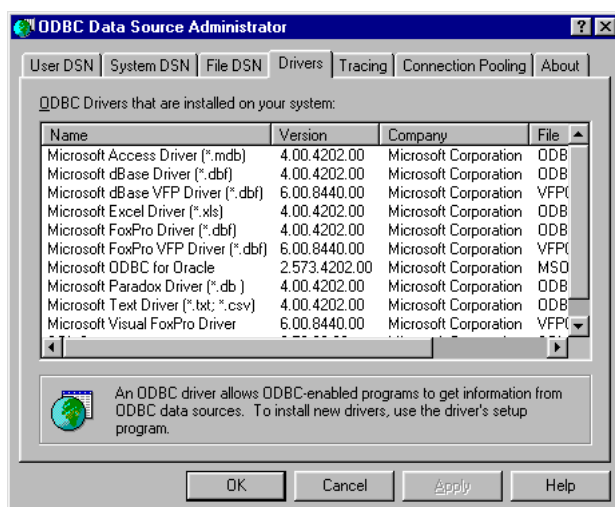 ODBC Data Source Administrator
User DSN System DSN File DSN Drivers Tracing Connection Pooling About
ODBC Drivers that are installed on your system:
Name Version Company File
Microsoft Access Driver (*.mdb) 4.00.4202.00 Microsoft Corporation ODB
Microsoft dBase Driver (*.dbf) 4.00.4202.00 Microsoft Corporation ODB
Microsoft dBase VFP Driver (*.dbf) 6.00.8440.00 Microsoft Corporation VFPO
Microsoft Excel Driver (*.xls) 4.00.4202.00 Microsoft Corporation ODB
Microsoft FoxPro Driver (*.dbf) 4.00.4202.00 Microsoft Corporation ODB
Microsoft FoxPro VFP Driver (*.dbf) 6.00.8440.00 Microsoft Corporation VFPO
Microsoft ODBC for Oracle 2.573.4202.00 Microsoft Corporation MSO
Microsoft Paradox Driver (*.db ) 4.00.4202.00 Microsoft Corporation ODB
Microsoft Text Driver (*.txt; *.csv) 4.00.4202.00 Microsoft Corporation ODB
Microsoft Visual FoxPro Driver 6.00.8440.00 Microsoft Corporation VFPO
An ODBC driver allows ODBC-enabled programs to get information from
ODBC data sources. To install new drivers, use the driver's setup
program.
OK Cancel Apply Help